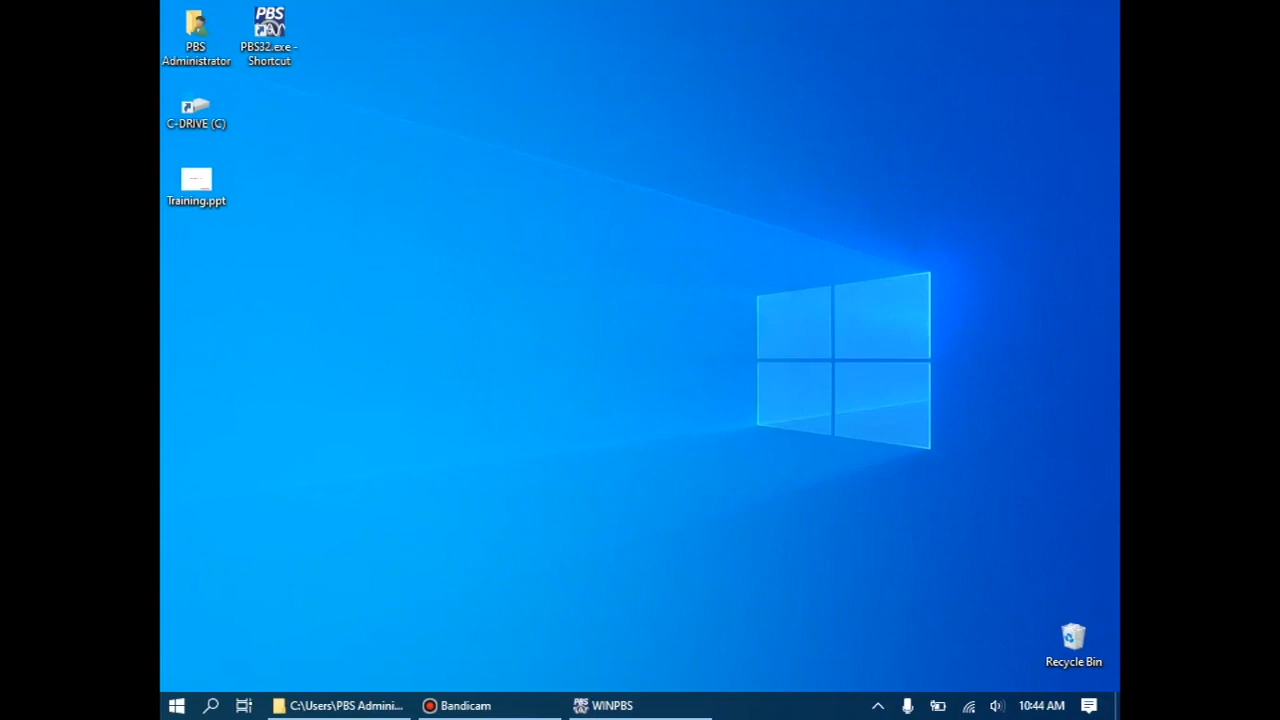 PBS
Administrator
PBS
PBS32.exe -
Shortcut
C-DRIVE (C)
Training.ppt
Recycle Bin
C:\Users\PBS Admini...
Bandicam
PBS
WINPBS
10:44 AM